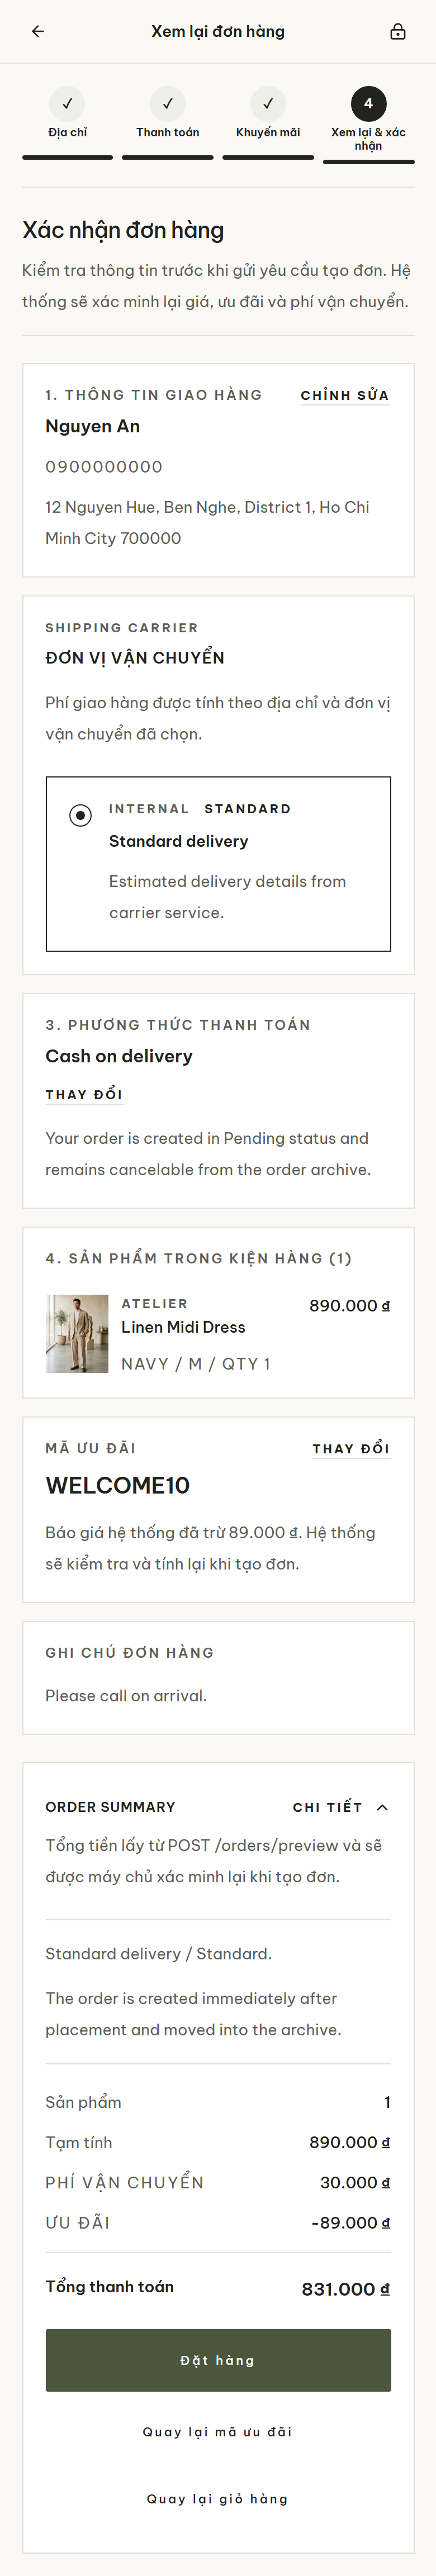 Xem lại đơn hàng
Địa chỉ
Thanh toán
Khuyến mãi
4
Xem lại & xác
nhận
Xác nhận đơn hàng
Kiểm tra thông tin trước khi gửi yêu cầu tạo đơn. Hệ
thống sẽ xác minh lại giá, ưu đãi và phí vận chuyển.
1. THÔNG TIN GIAO HÀNG
CHỈNH SỬA
Nguyen An
0900000000
12 Nguyen Hue, Ben Nghe, District 1, Ho Chi
Minh City 700000
SHIPPING CARRIER
ĐƠN VỊ VẬN CHUYỂN
Phí giao hàng được tính theo địa chỉ và đơn vị
vận chuyển đã chọn.
INTERNAL STANDARD
Standard delivery
Estimated delivery details from
carrier service.
3. PHƯƠNG THỨC THANH TOÁN
Cash on delivery
THAY ĐỔI
Your order is created in Pending status and
remains cancelable from the order archive.
4. SẢN PHẨM TRONG KIỆN HÀNG (1)
ATELIER
890.000 ₫
Linen Midi Dress
NAVY / M / QTY 1
MÃ ƯU ĐÃI
THAY ĐỔI
WELCOME10
Báo giá hệ thống đã trừ 89.000 ₫. Hệ thống
sẽ kiểm tra và tính lại khi tạo đơn.
GHI CHÚ ĐƠN HÀNG
Please call on arrival.
ORDER SUMMARY
CHI TIẾT
Tổng tiền lấy từ POST /orders/preview và sẽ
được máy chủ xác minh lại khi tạo đơn.
Standard delivery / Standard.
The order is created immediately after
placement and moved into the archive.
Sản phẩm 1
Tạm tính 890.000 ₫
PHÍ VẬN CHUYỂN 30.000 ₫
ƯU ĐÃI -89.000 ₫
Tổng thanh toán 831.000 ₫
Đặt hàng
Quay lại mã ưu đãi
Quay lại giỏ hàng